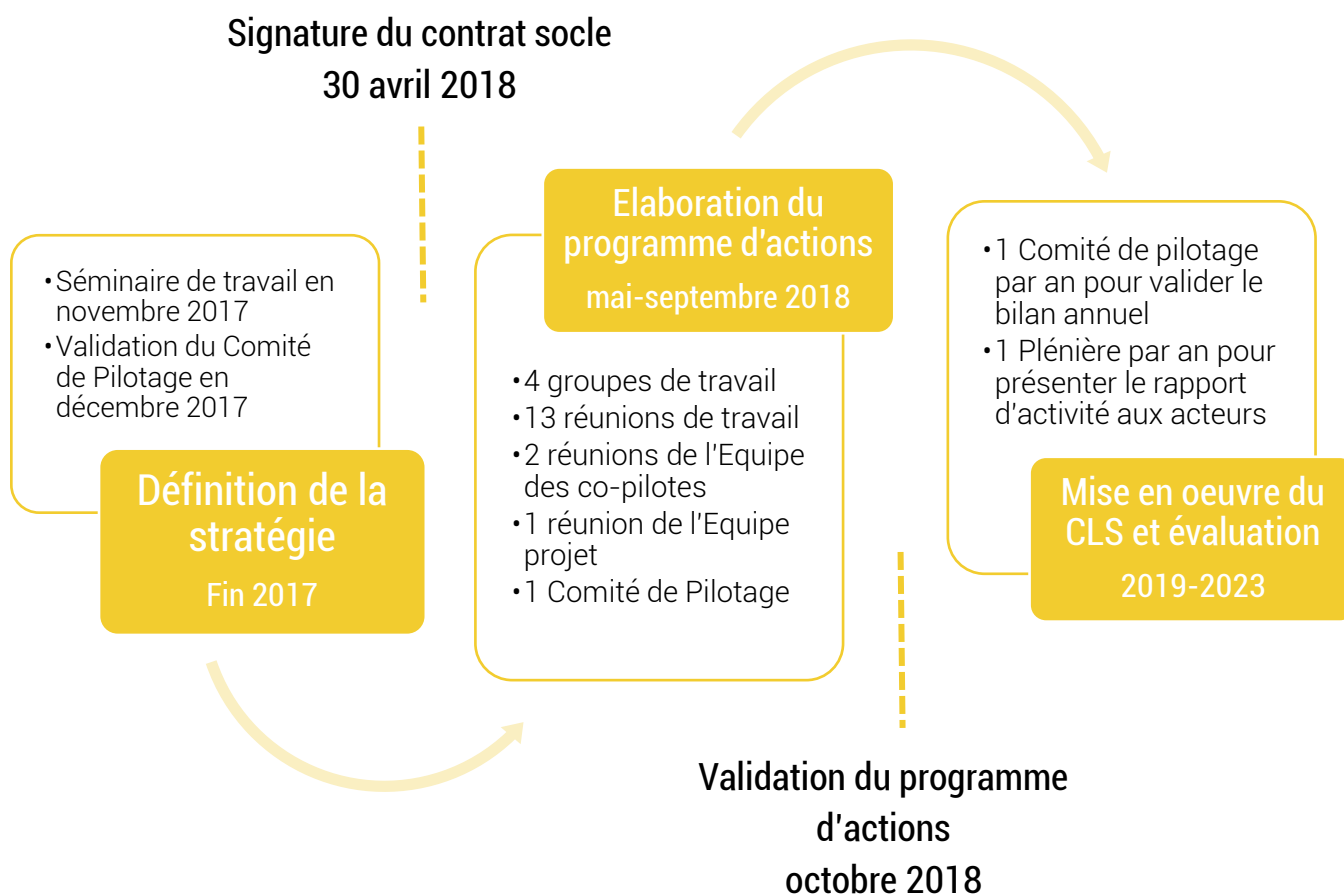 Signature du contrat socle
30 avril 2018
•Séminaire de travail en
novembre 2017
•Validation du Comité
de Pilotage en
décembre 2017
Définition de la
stratégie
Fin 2017
Elaboration du
programme d'actions
mai-septembre 2018
•4 groupes de travail
•13 réunions de travail
•2 réunions de l'Equipe
des co-pilotes
•1 réunion de l'Equipe
projet
•1 Comité de Pilotage
•1 Comité de pilotage
par an pour valider le
bilan annuel
•1 Plénière par an pour
présenter le rapport
d'activité aux acteurs
Mise en oeuvre du
CLS et évaluation
2019-2023
Validation du programme
d'actions
octobre 2018